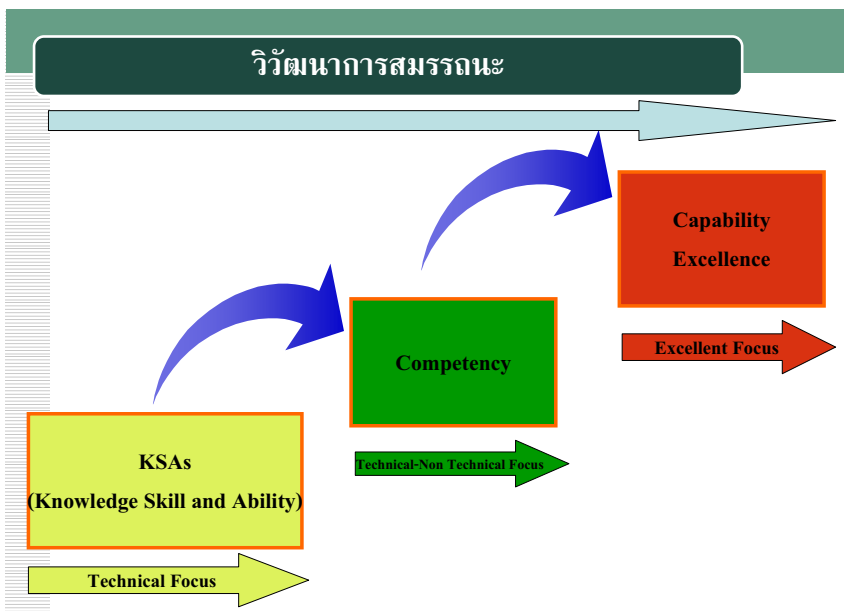 วิวัฒนาการสมรรถนะ
Capability
Excellence
Excellent Focus
Competency
Technical-Non Technical Focus
KSAs
(Knowledge Skill and Ability)
Technical Focus